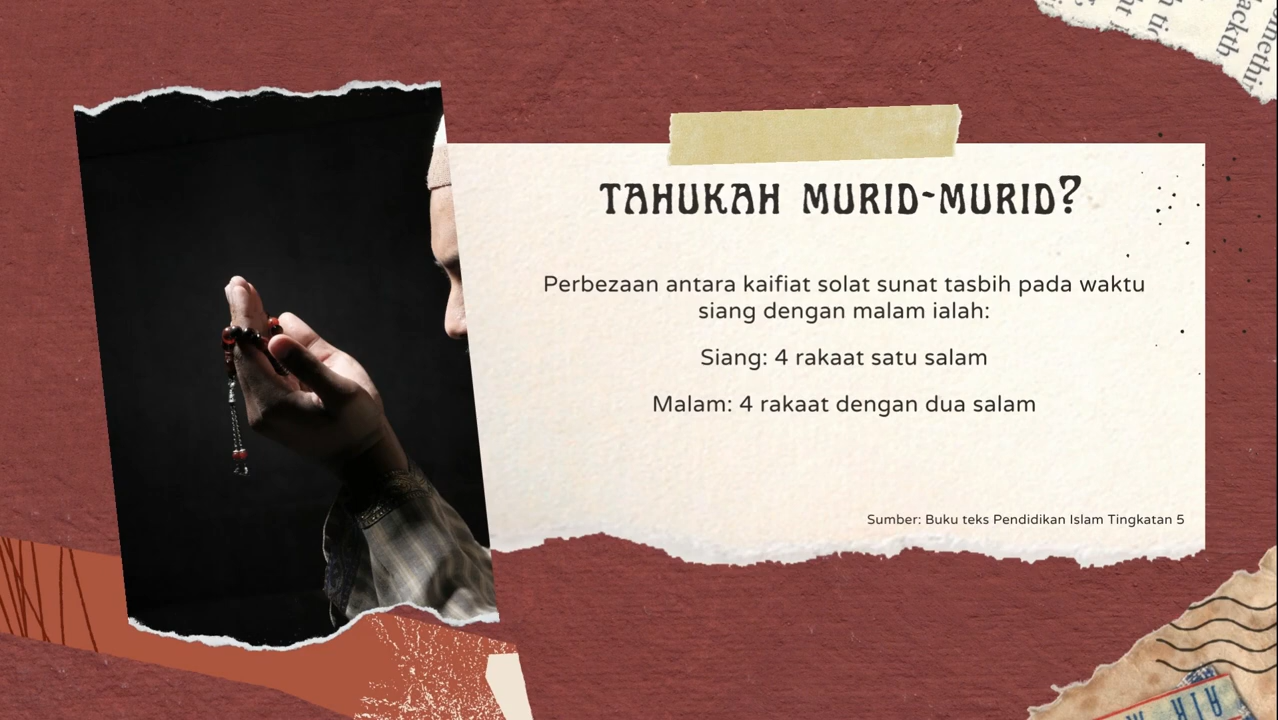 TAHUKAH MURID-MURID?
Perbezaan antara kaifiat solat sunat tasbih pada waktu
siang dengan malam ialah:
Siang: 4 rakaat satu salam
Malam: 4 rakaat dengan dua salam
Sumber: Buku teks Pendidikan Islam Tingkatan 5